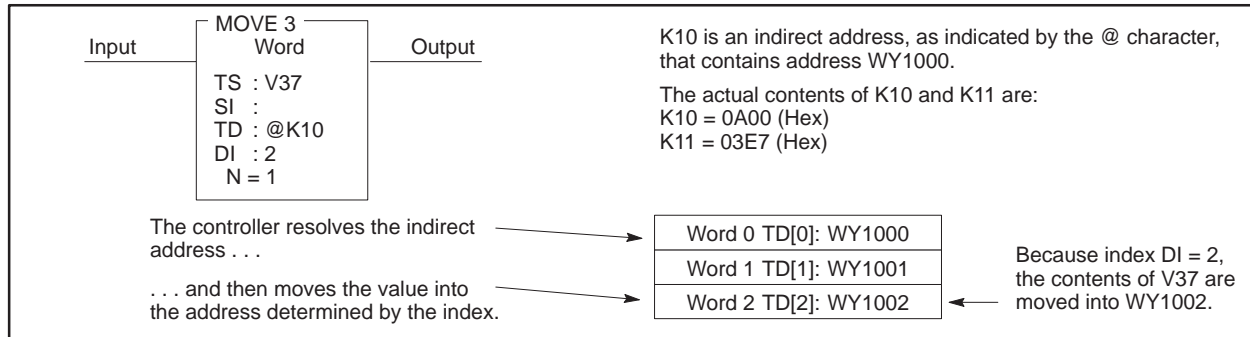 MOVE 3
Input
Word
Output
TS : V37
SI :
TD : @K10
DI : 2
N = 1
K10 is an indirect address, as indicated by the @ character,
that contains address WY1000.
The actual contents of K10 and K11 are:
K10 = 0A00 (Hex)
K11 = 03E7 (Hex)
The controller resolves the indirect
address . . .
. . . and then moves the value into
the address determined by the index.
Word 0 TD[0]: WY1000
Word 1 TD[1]: WY1001
Word 2 TD[2]: WY1002
Because index DI = 2,
the contents of V37 are
moved into WY1002.